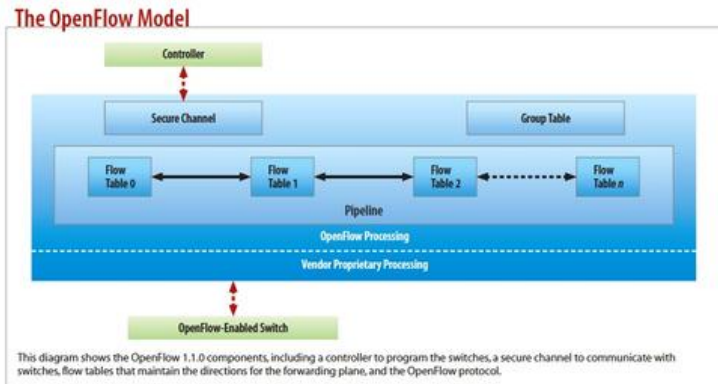 The OpenFlow Model
Controller
Secure Channel
Group Table
Flow
Table 0
Flow
Table 1
Flow
Table 2
Flow
Table n
Pipeline
OpenFlow Processing
Vendor Proprietary Processing
OpenFlow-Enabled Switch
This diagram shows the OpenFlow 1.1.0 components, including a controller to program the switches, a secure channel to communicate with
switches, flow tables that maintain the directions for the forwarding plane, and the OpenFlow protocol.